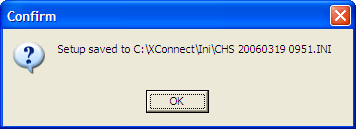 Confirm
Setup saved to C:\XConnect\Ini\CHS 20060319 0951.INI
OK